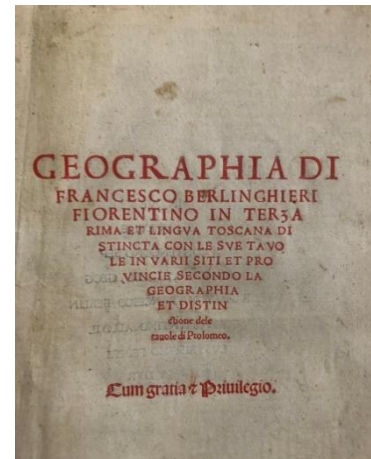 GEOGRAPHIA DI
FRANCESCO BERLINGHIERI
FIORENTINO IN TERꝫA
RIMA ET LINGVA TOSCANA DI
STINCTA CON LE SVE TAVO
LE IN VARII SITI ET PRO
VINCIE SECONDO LA
GEOGRAPHIA
ET DISTIN
ctione dele
tauole di Ptolomeo.
Cum gratia ⁊ Priuilegio.